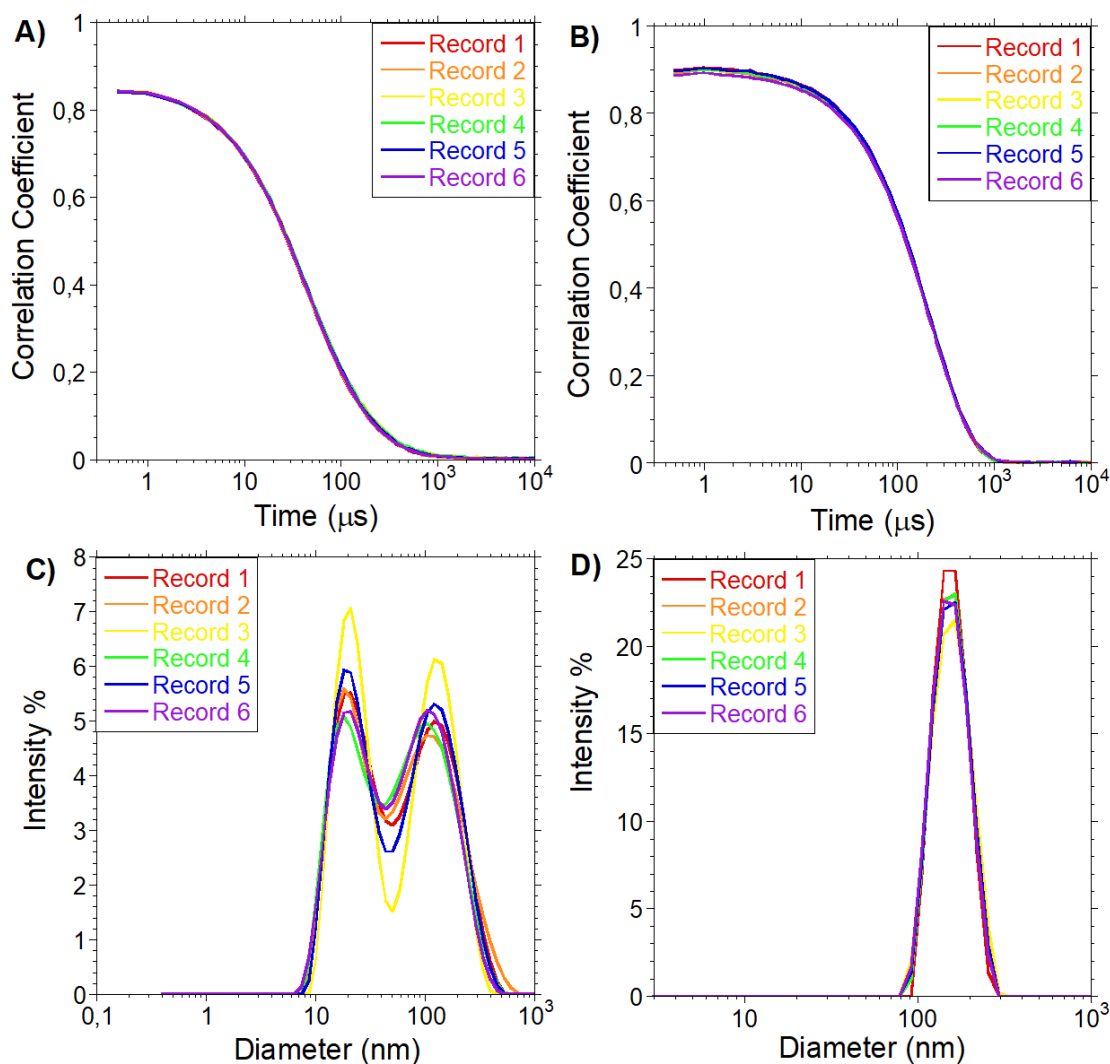 A)
Correlation Coefficient
1
0,8
0,6
0,4
0,2
0
1
10
100
10³
10⁴
Time (μs)
Record 1
Record 2
Record 3
Record 4
Record 5
Record 6
B)
Correlation Coefficient
1
0,8
0,6
0,4
0,2
0
1
10
100
10³
10⁴
Time (μs)
Record 1
Record 2
Record 3
Record 4
Record 5
Record 6
C)
Intensity %
8
7
6
5
4
3
2
1
0
0,1
1
10
100
10³
Diameter (nm)
Record 1
Record 2
Record 3
Record 4
Record 5
Record 6
D)
Intensity %
25
20
15
10
5
0
10
100
10³
Diameter (nm)
Record 1
Record 2
Record 3
Record 4
Record 5
Record 6